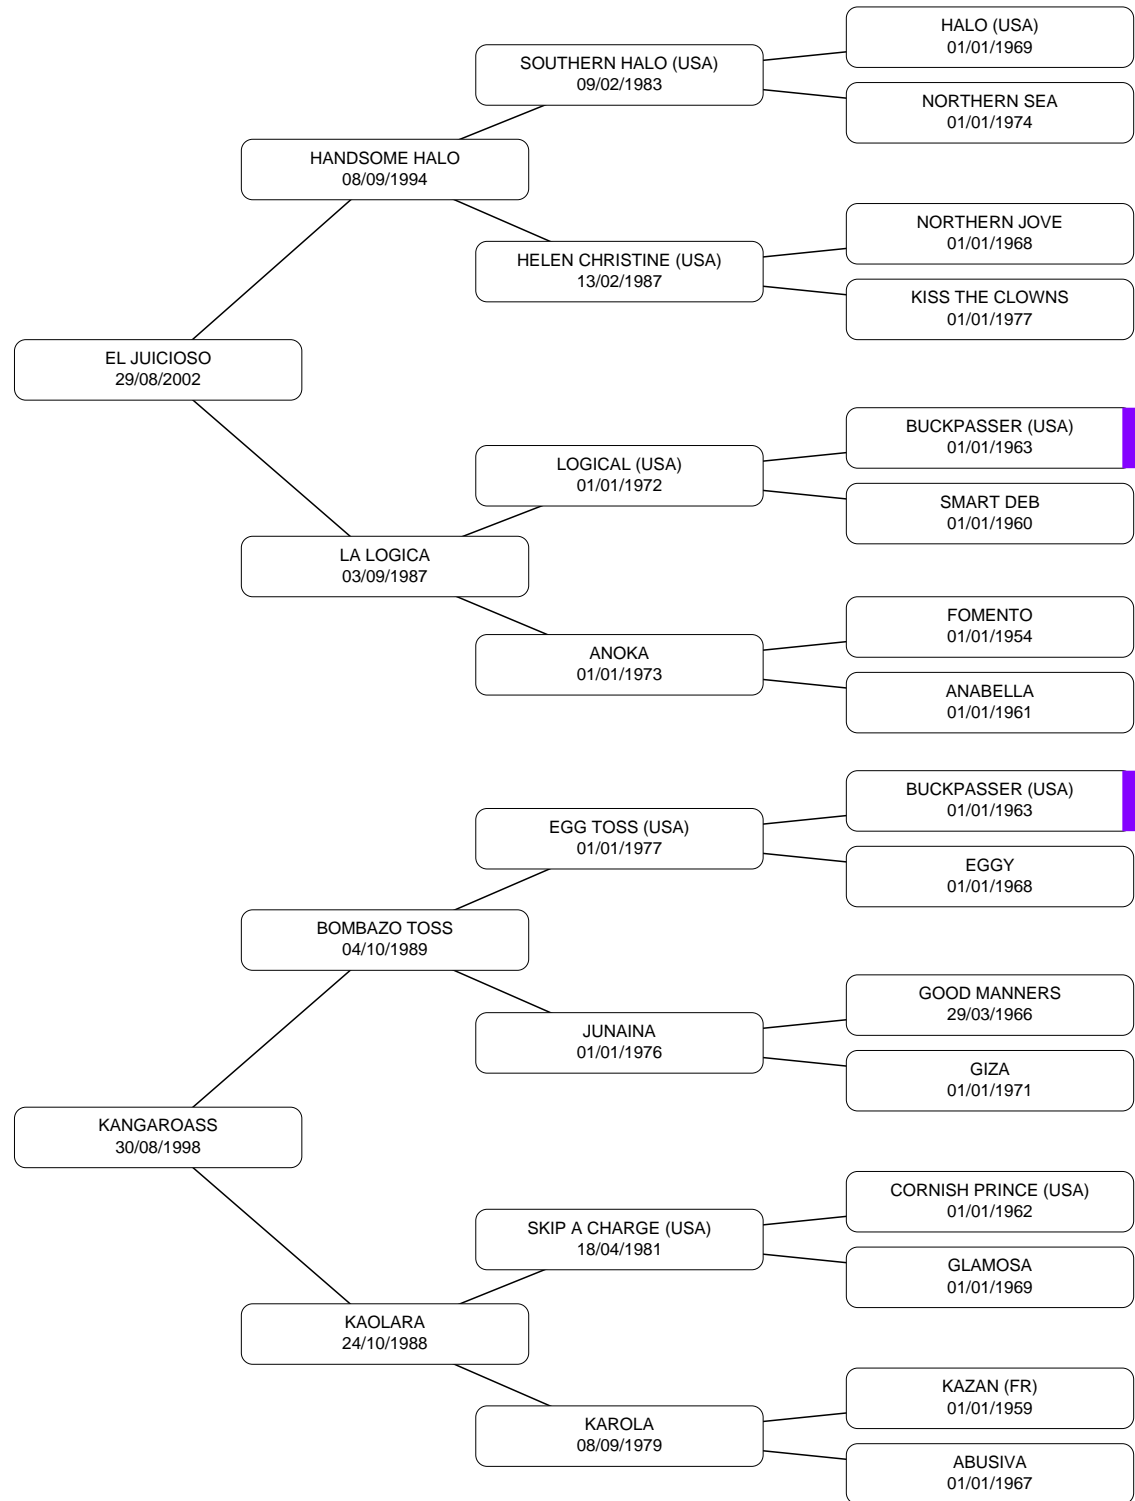 HALO (USA)
01/01/1969
SOUTHERN HALO (USA)
09/02/1983
NORTHERN SEA
01/01/1974
HANDSOME HALO
08/09/1994
NORTHERN JOVE
01/01/1968
HELEN CHRISTINE (USA)
13/02/1987
KISS THE CLOWNS
01/01/1977
EL JUICIOSO
29/08/2002
BUCKPASSER (USA)
01/01/1963
LOGICAL (USA)
01/01/1972
SMART DEB
01/01/1960
LA LOGICA
03/09/1987
FOMENTO
01/01/1954
ANOKA
01/01/1973
ANABELLA
01/01/1961
BUCKPASSER (USA)
01/01/1963
EGG TOSS (USA)
01/01/1977
EGGY
01/01/1968
BOMBAZO TOSS
04/10/1989
GOOD MANNERS
29/03/1966
JUNAINA
01/01/1976
GIZA
01/01/1971
KANGAROASS
30/08/1998
CORNISH PRINCE (USA)
01/01/1962
SKIP A CHARGE (USA)
18/04/1981
GLAMOSA
01/01/1969
KAOLARA
24/10/1988
KAZAN (FR)
01/01/1959
KAROLA
08/09/1979
ABUSIVA
01/01/1967